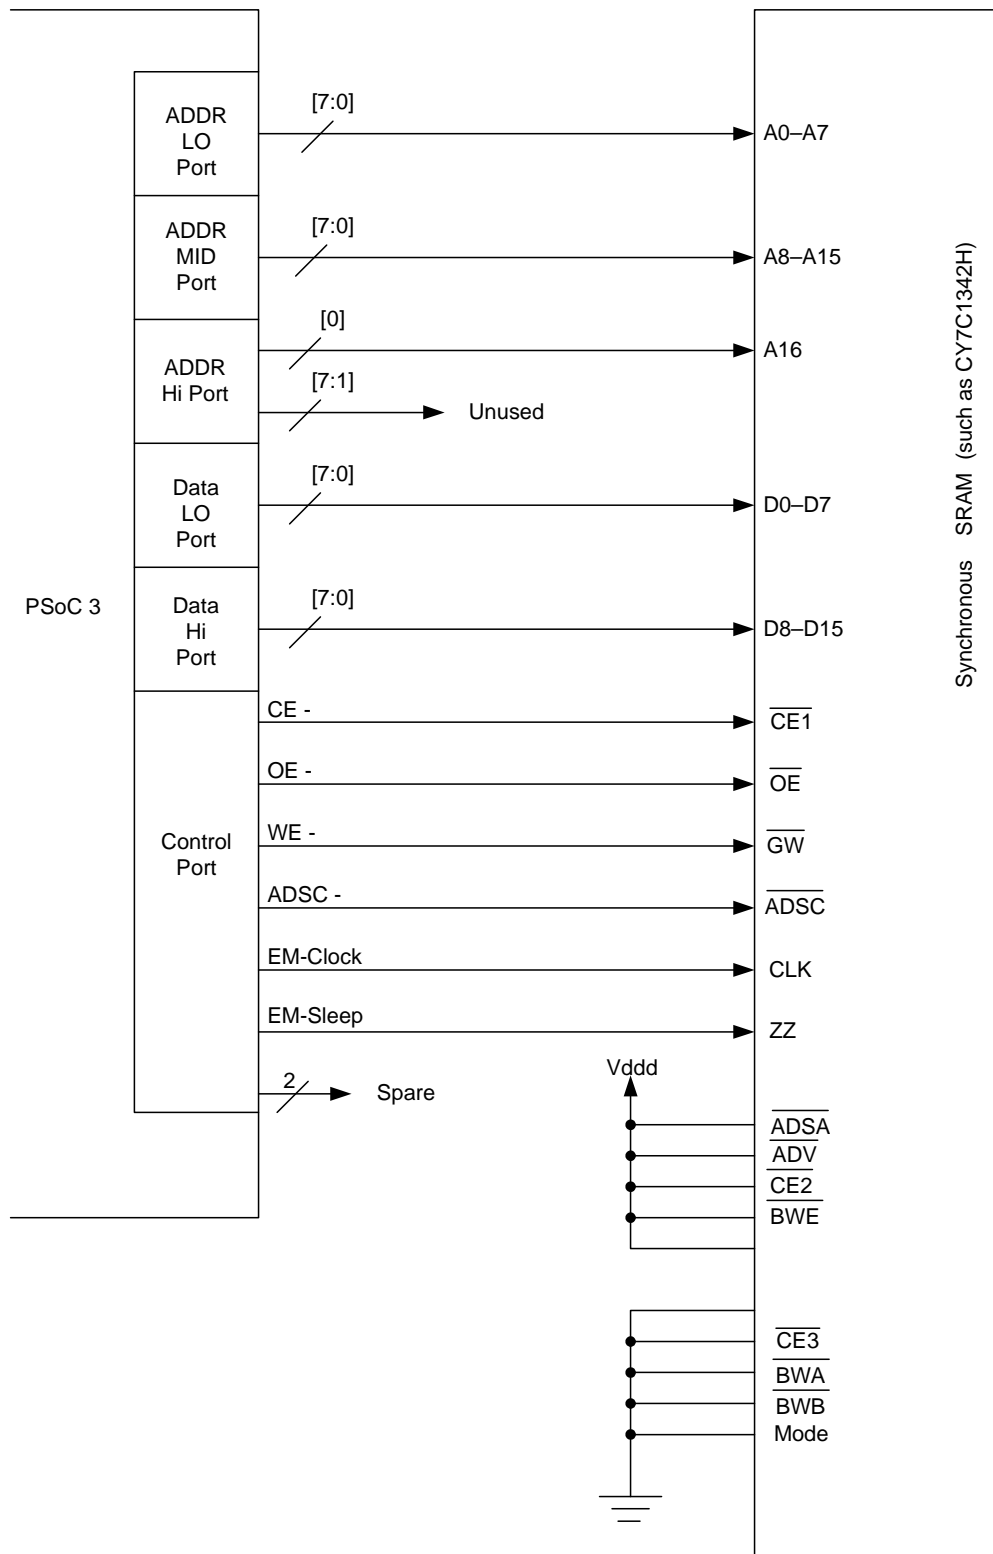 [7:0]
ADDR
LO
Port
A0–A7
[7:0]
ADDR
MID
Port
A8–A15
[0]
A16
ADDR
Hi Port
[7:1]
Unused
[7:0]
Data
LO
Port
D0–D7
PSoC 3
[7:0]
Data
Hi
Port
D8–D15
Synchronous SRAM (such as CY7C1342H)
CE -
CE1
OE -
OE
WE -
GW
Control
Port
ADSC -
ADSC
EM-Clock
CLK
EM-Sleep
ZZ
2
Spare
Vddd
ADSA
ADV
CE2
BWE
CE3
BWA
BWB
Mode